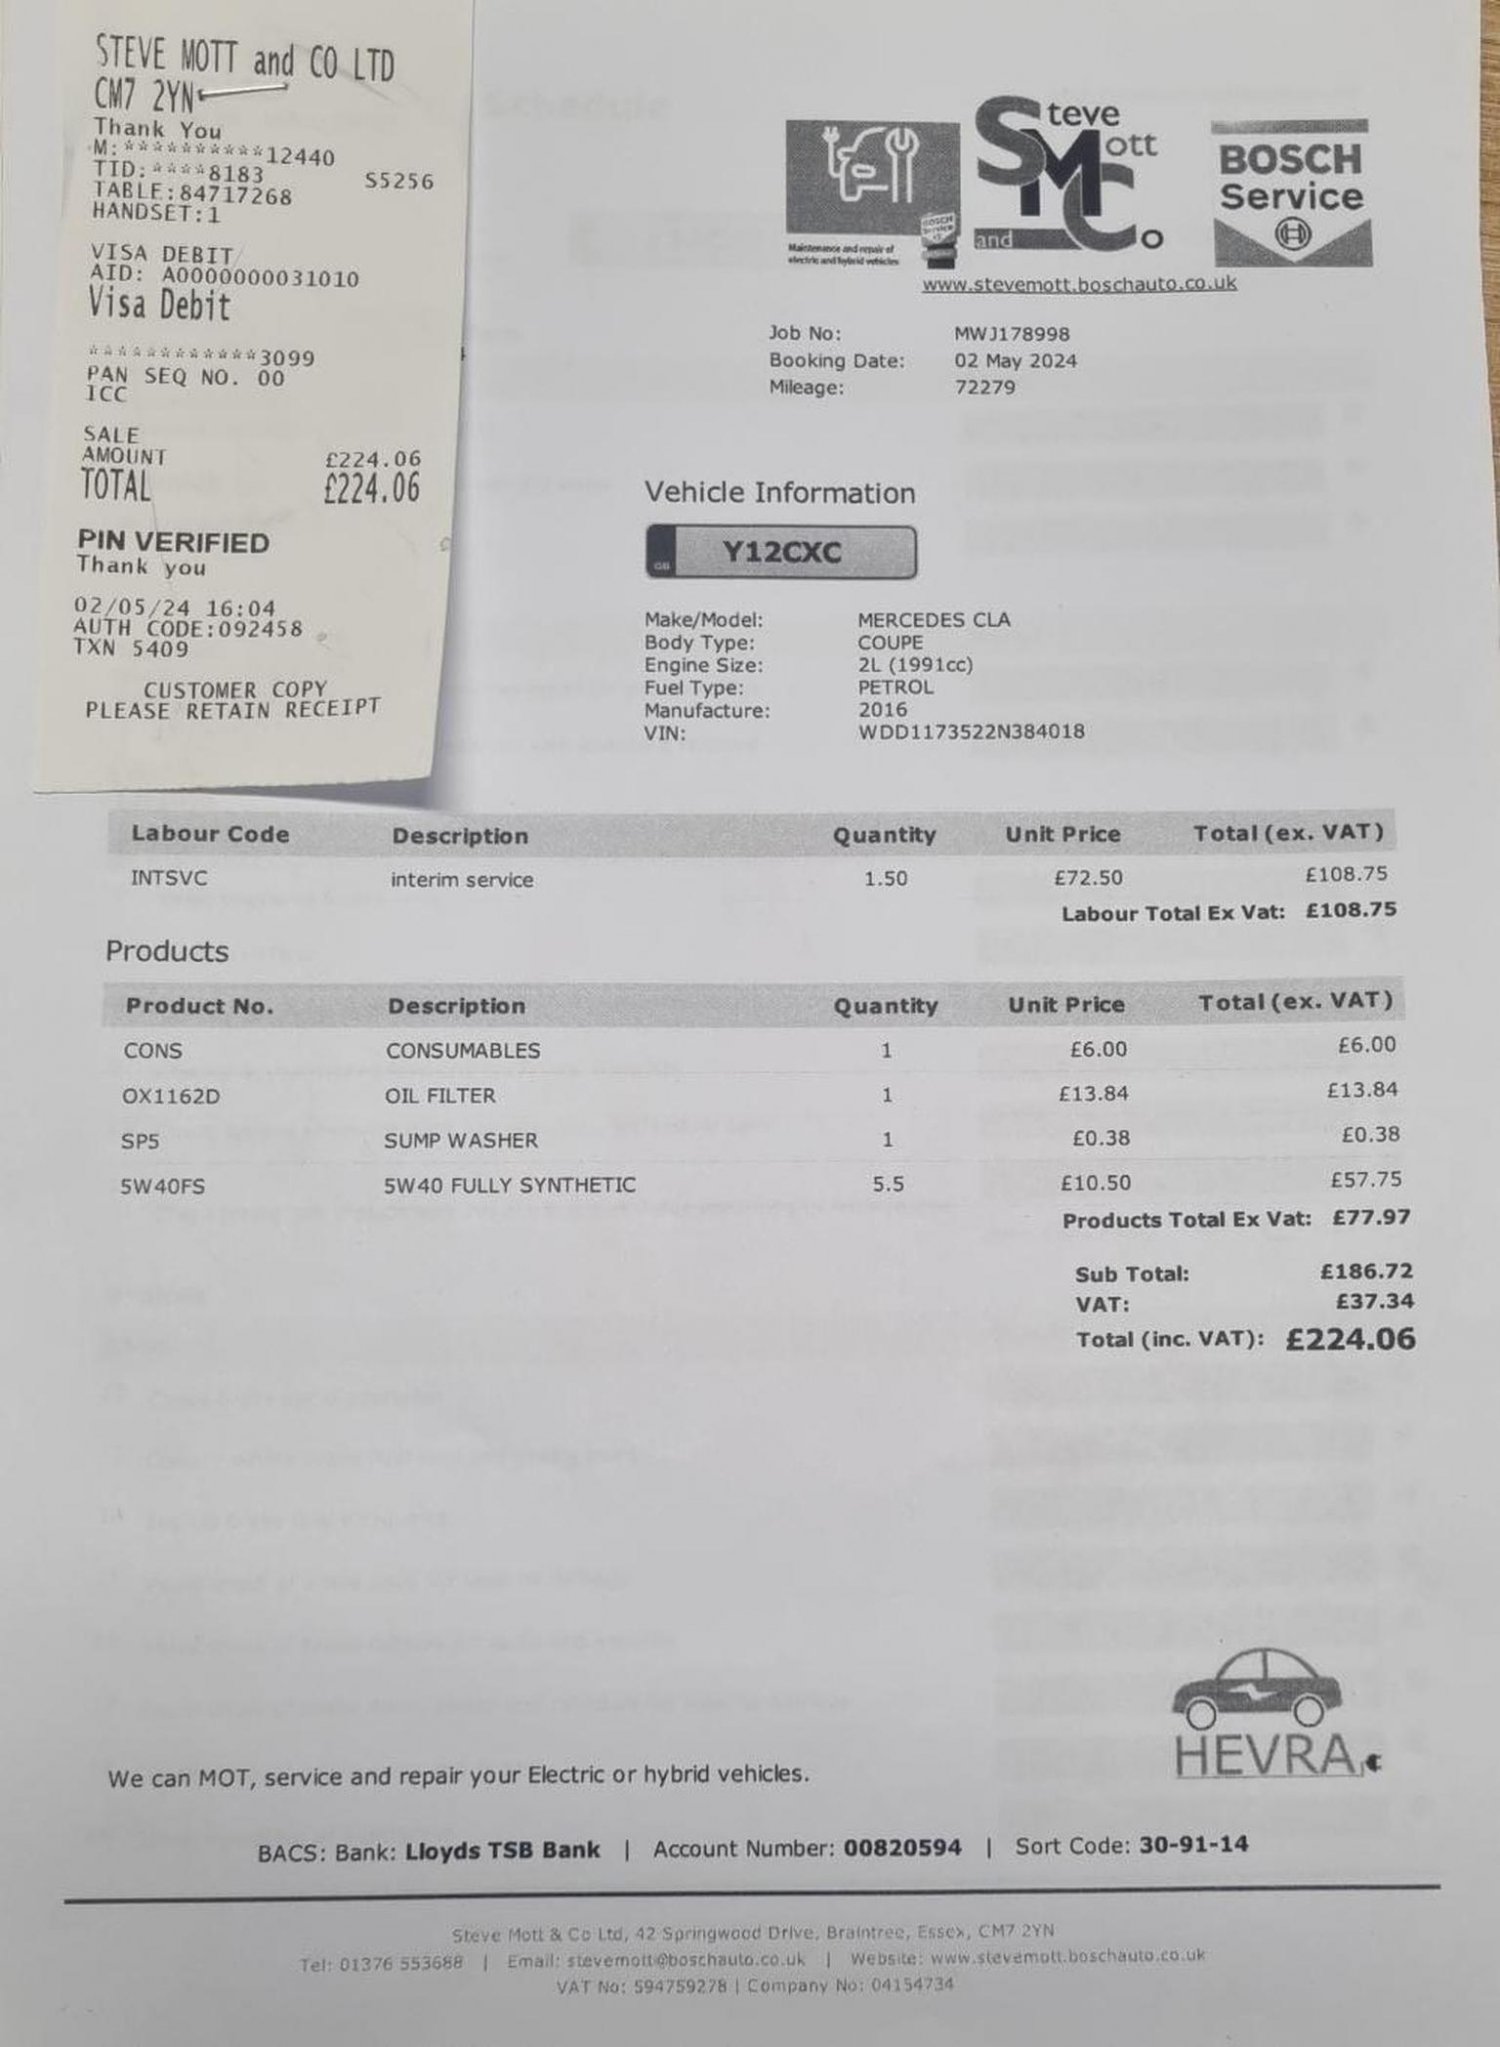 STEVE MOTT and CO LTD
CM7 2YN
Thank You
M:**********12440
TID:****8183 S5256
TABLE:84717268
HANDSET:1
VISA DEBIT
AID: A0000000031010
Visa Debit
************3099
PAN SEQ NO. 00
ICC
SALE
AMOUNT £224.06
TOTAL £224.06
PIN VERIFIED
Thank you
02/05/24 16:04
AUTH CODE:092458
TXN 5409
CUSTOMER COPY
PLEASE RETAIN RECEIPT
Maintenance and repair of
electric and hybrid vehicles
BOSCH
Service
Steve
Mott
and Co
BOSCH
Service
www.stevemott.boschauto.co.uk
Job No: MWJ178998
Booking Date: 02 May 2024
Mileage: 72279
Vehicle Information
GB Y12CXC
Make/Model: MERCEDES CLA
Body Type: COUPE
Engine Size: 2L (1991cc)
Fuel Type: PETROL
Manufacture: 2016
VIN: WDD1173522N384018
Labour Code Description Quantity Unit Price Total (ex. VAT)
INTSVC interim service 1.50 £72.50 £108.75
Labour Total Ex Vat: £108.75
Products
Product No. Description Quantity Unit Price Total (ex. VAT)
CONS CONSUMABLES 1 £6.00 £6.00
OX1162D OIL FILTER 1 £13.84 £13.84
SP5 SUMP WASHER 1 £0.38 £0.38
5W40FS 5W40 FULLY SYNTHETIC 5.5 £10.50 £57.75
Products Total Ex Vat: £77.97
Sub Total: £186.72
VAT: £37.34
Total (inc. VAT): £224.06
HEVRA
We can MOT, service and repair your Electric or hybrid vehicles.
BACS: Bank: Lloyds TSB Bank | Account Number: 00820594 | Sort Code: 30-91-14
Steve Mott & Co Ltd, 42 Springwood Drive, Braintree, Essex, CM7 2YN
Tel: 01376 553688 | Email: stevemott@boschauto.co.uk | Website: www.stevemott.boschauto.co.uk
VAT No: 594759278 | Company No: 04154734